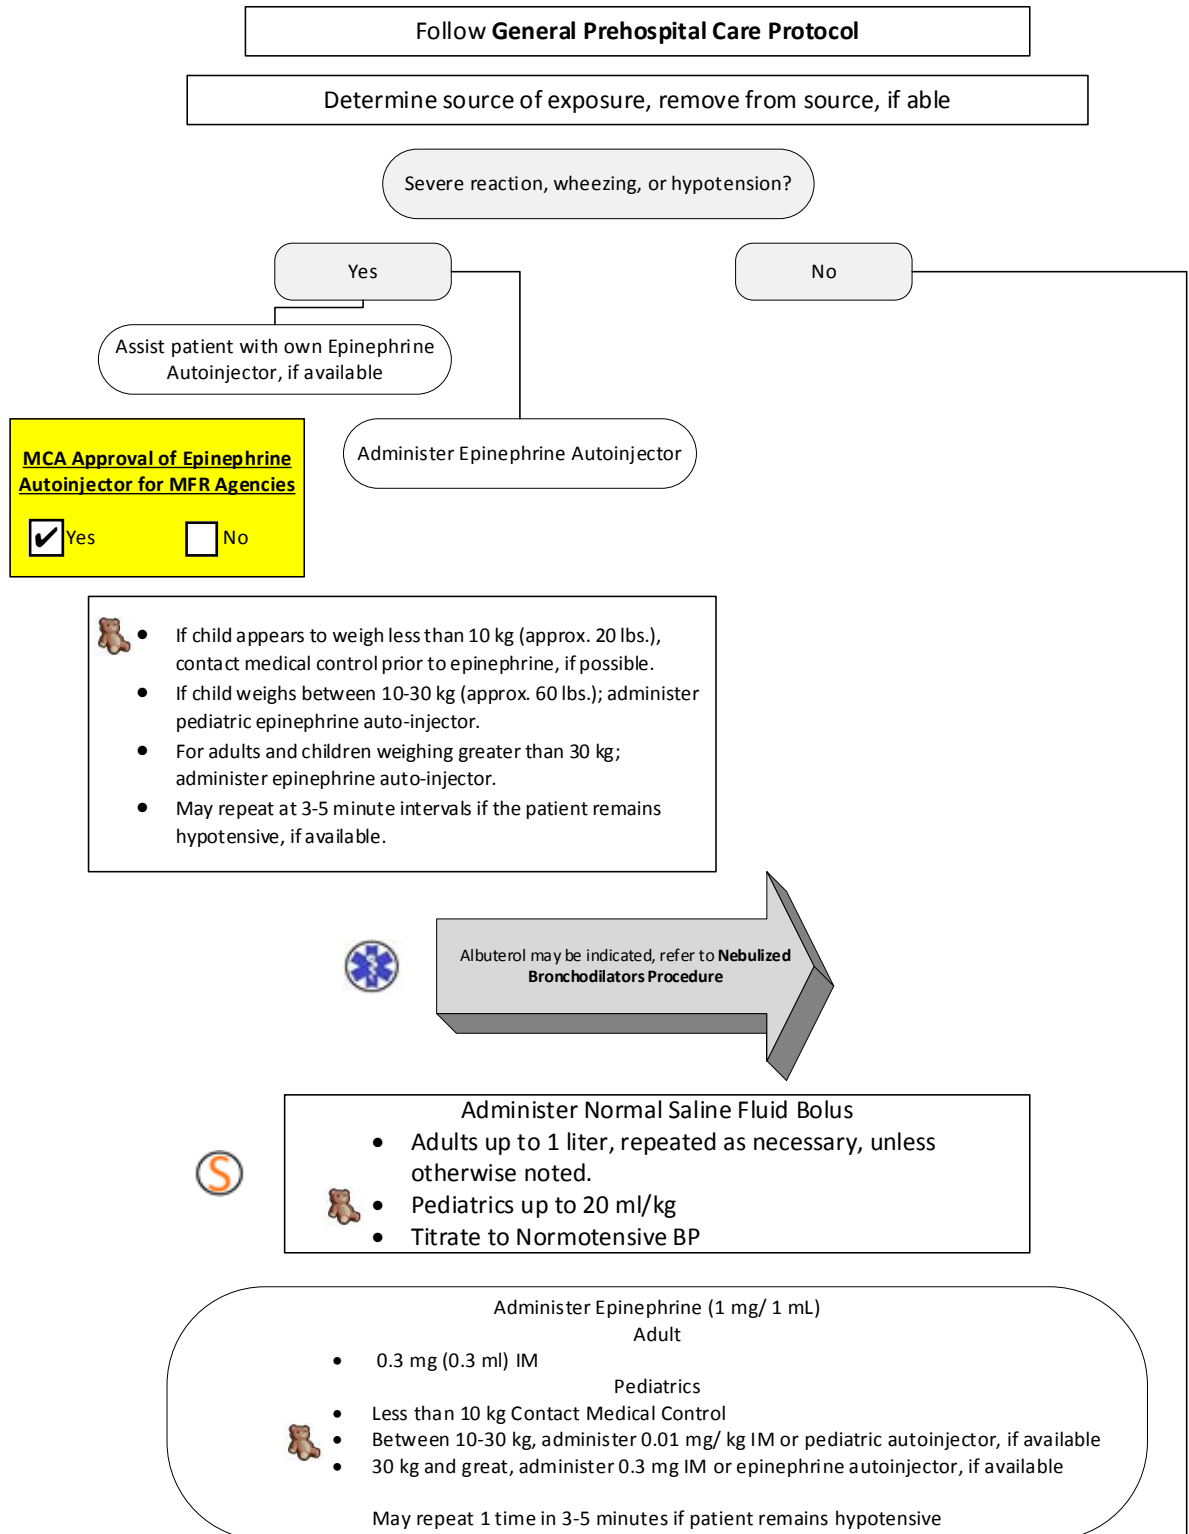 Follow General Prehospital Care Protocol
Determine source of exposure, remove from source, if able
Severe reaction, wheezing, or hypotension?
Yes
No
Assist patient with own Epinephrine
Autoinjector, if available
Administer Epinephrine Autoinjector
MCA Approval of Epinephrine
Autoinjector for MFR Agencies
✔ Yes
No
• If child appears to weigh less than 10 kg (approx. 20 lbs.),
contact medical control prior to epinephrine, if possible.
• If child weighs between 10-30 kg (approx. 60 lbs.); administer
pediatric epinephrine auto-injector.
• For adults and children weighing greater than 30 kg;
administer epinephrine auto-injector.
• May repeat at 3-5 minute intervals if the patient remains
hypotensive, if available.
Albuterol may be indicated, refer to Nebulized
Bronchodilators Procedure
S
Administer Normal Saline Fluid Bolus
• Adults up to 1 liter, repeated as necessary, unless
otherwise noted.
• Pediatrics up to 20 ml/kg
• Titrate to Normotensive BP
Administer Epinephrine (1 mg/ 1 mL)
Adult
• 0.3 mg (0.3 ml) IM
Pediatrics
• Less than 10 kg Contact Medical Control
• Between 10-30 kg, administer 0.01 mg/ kg IM or pediatric autoinjector, if available
• 30 kg and great, administer 0.3 mg IM or epinephrine autoinjector, if available
May repeat 1 time in 3-5 minutes if patient remains hypotensive